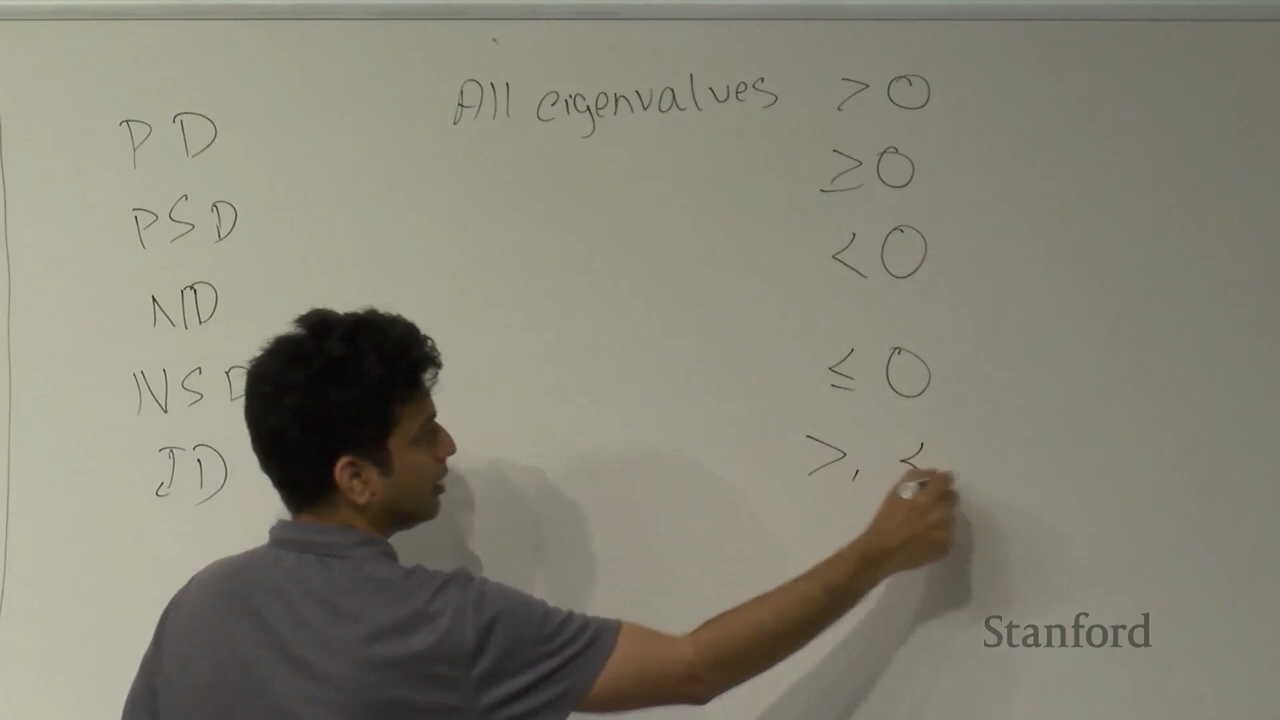 PD All eigenvalues > 0
PSD ≥ 0
ND < 0
NSD ≤ 0
ID >, <
Stanford